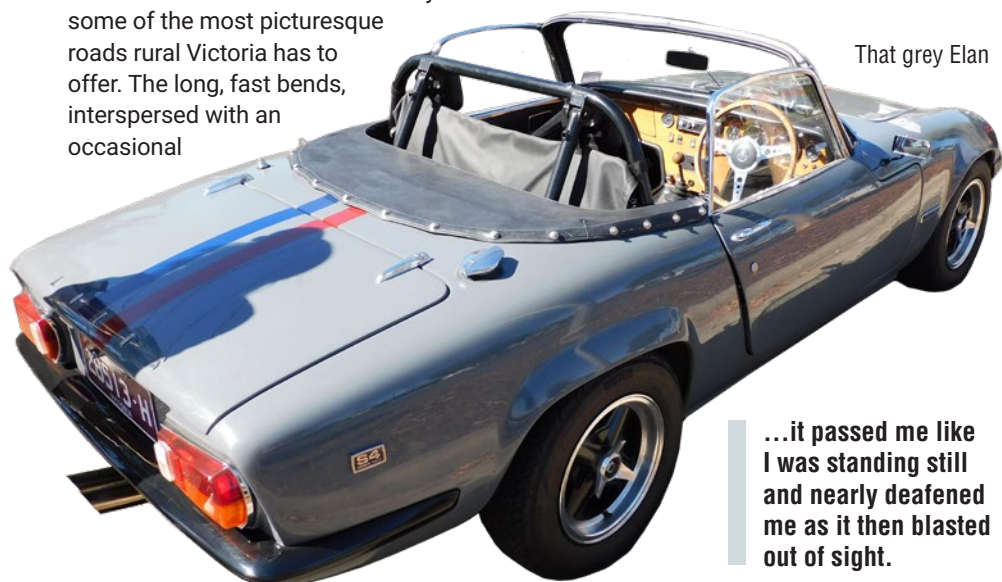 some of the most picturesque
roads rural Victoria has to
offer. The long, fast bends,
interspersed with an
occasional
That grey Elan
S4
…it passed me like
I was standing still
and nearly deafened
me as it then blasted
out of sight.